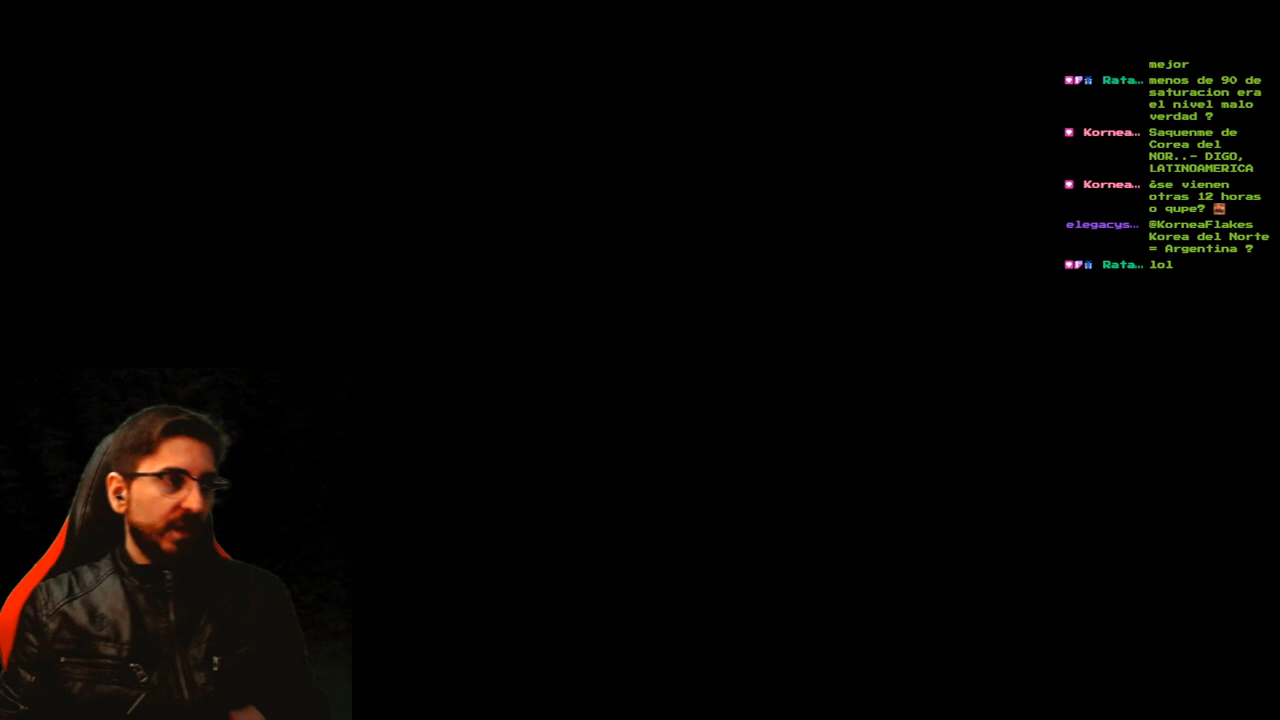 mejor
Rata… menos de 90 de
saturacion era
el nivel malo
verdad ?
Kornea… Saquenme de
Corea del
NOR..- DIGO,
LATINOAMERICA
Kornea… ¿se vienen
otras 12 horas
o qupe?
elegacys… @KorneaFlakes
Korea del Norte
= Argentina ?
Rata… lol